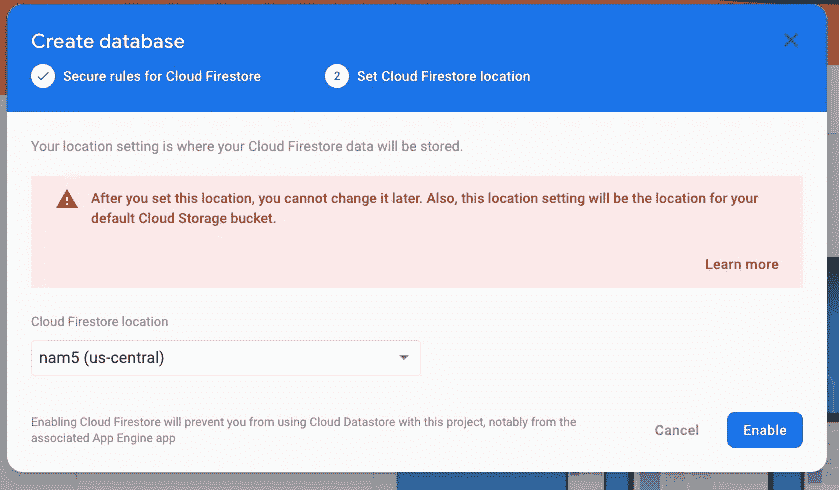 Create database
Secure rules for Cloud Firestore
2 Set Cloud Firestore location
Your location setting is where your Cloud Firestore data will be stored.
After you set this location, you cannot change it later. Also, this location setting will be the location for your
default Cloud Storage bucket.
Learn more
Cloud Firestore location
nam5 (us-central)
Enabling Cloud Firestore will prevent you from using Cloud Datastore with this project, notably from the
associated App Engine app
Cancel
Enable